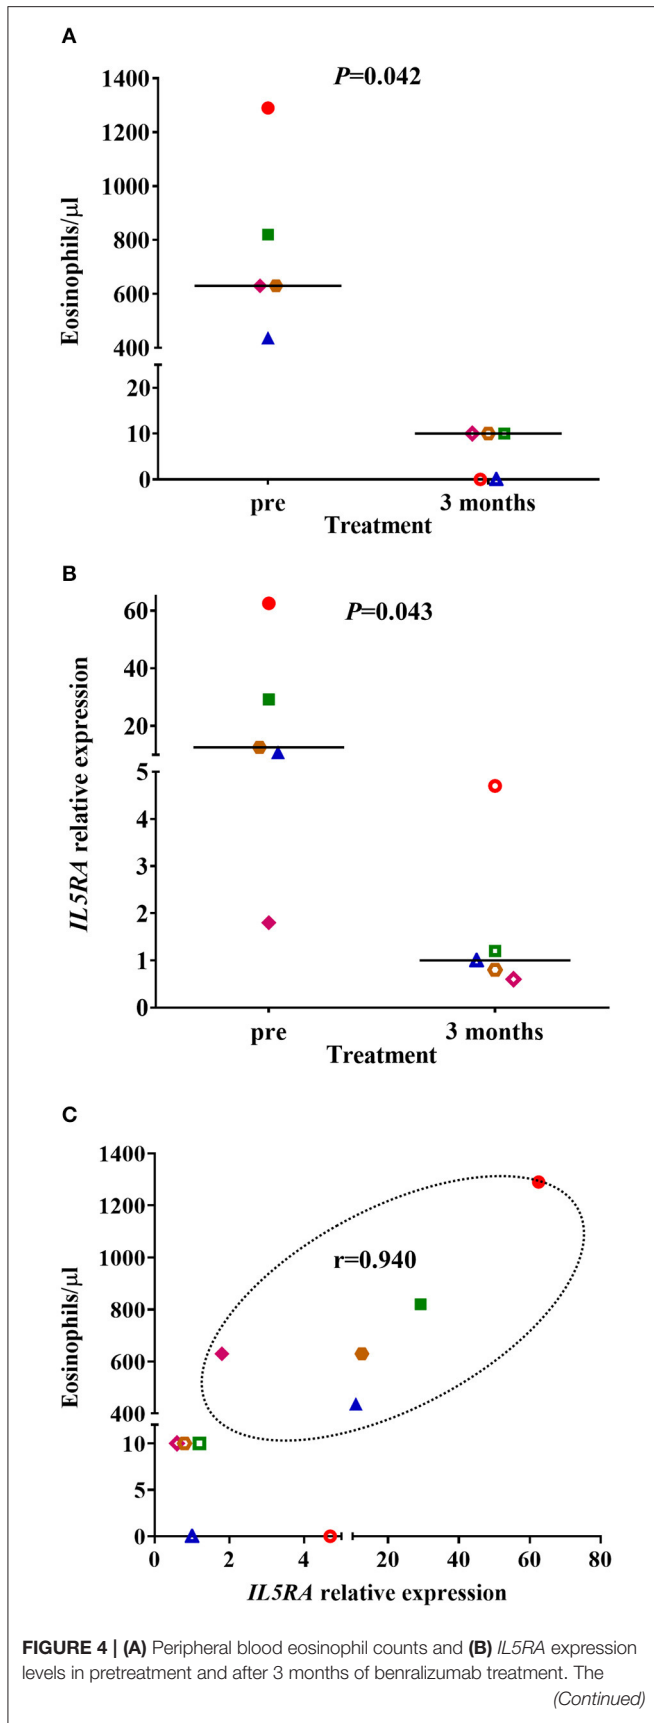 A
P=0.042
Eosinophils/µl
1400
1200
1000
800
600
400
20
10
0
pre
3 months
Treatment
B
P=0.043
IL5RA relative expression
60
40
20
5
4
3
2
1
0
pre
3 months
Treatment
C
r=0.940
Eosinophils/µl
1400
1200
1000
800
600
400
10
5
0
0 2 4 20 40 60 80
IL5RA relative expression
FIGURE 4 | (A) Peripheral blood eosinophil counts and (B) IL5RA expression
levels in pretreatment and after 3 months of benralizumab treatment. The
(Continued)